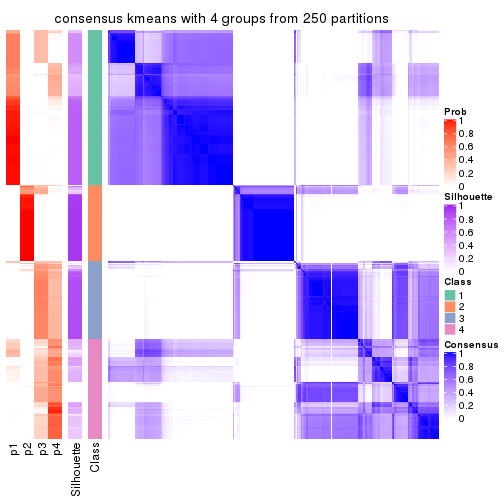 consensus kmeans with 4 groups from 250 partitions
Prob
1
0.8
0.6
0.4
0.2
0
Silhouette
1
0.8
0.6
0.4
0.2
0
Class
1
2
3
4
Consensus
1
0.8
0.6
0.4
0.2
0
p1
p2
p3
p4
Silhouette
Class